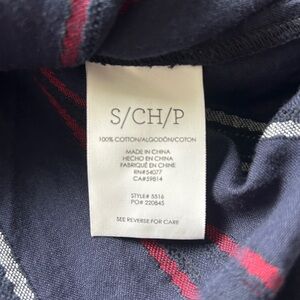 S/CH/P
100% COTTON/ALGODÓN/COTON
MADE IN CHINA
HECHO EN CHINA
FABRIQUÉ EN CHINE
RN#54077
CA#59814
STYLE# 5516
PO# 220845
SEE REVERSE FOR CARE